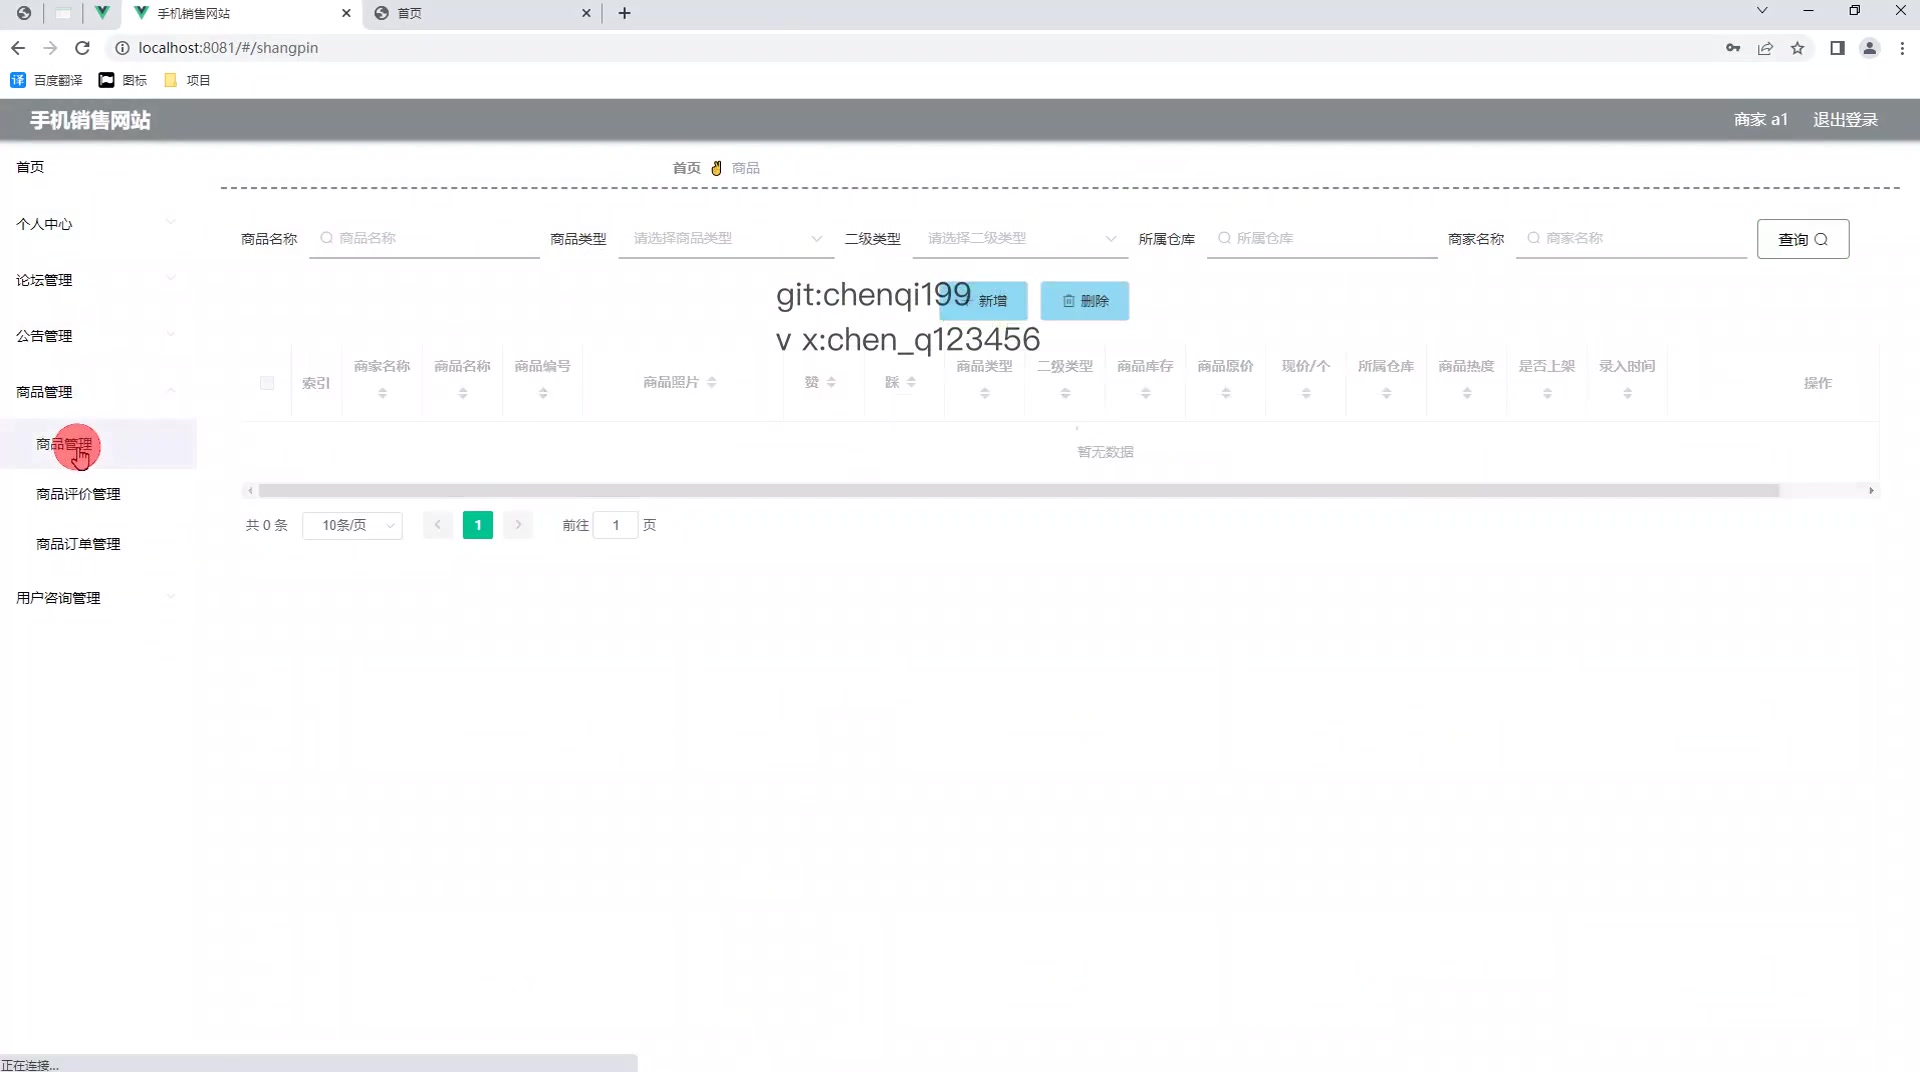 手机销售网站
首页
localhost:8081/#/shangpin
百度翻译 图标 项目
手机销售网站
商家 a1 退出登录
首页
个人中心
论坛管理
公告管理
商品管理
商品管理
商品评价管理
商品订单管理
用户咨询管理
首页 商品
商品名称 商品名称 商品类型 请选择商品类型 二级类型 请选择二级类型 所属仓库 所属仓库 商家名称 商家名称 查询
新增 删除
git:chenqi199
v x:chen_q123456
索引 商家名称 商品名称 商品编号 商品照片 赞 踩 商品类型 二级类型 商品库存 商品原价 现价/个 所属仓库 商品热度 是否上架 录入时间 操作
暂无数据
共 0 条 10条/页 1 前往 1 页
正在连接...